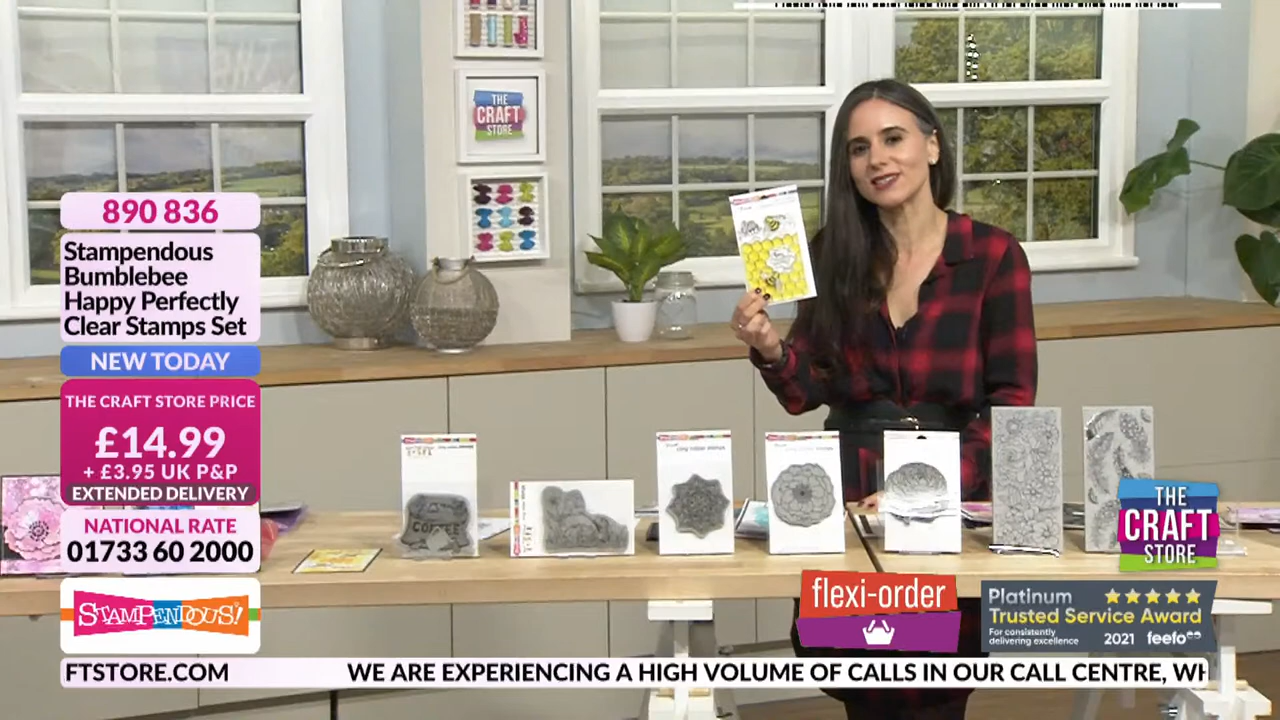 THE
CRAFT
STORE
890 836
Stampendous
Bumblebee
Happy Perfectly
Clear Stamps Set
NEW TODAY
THE CRAFT STORE PRICE
£14.99
+ £3.95 UK P&P
EXTENDED DELIVERY
NATIONAL RATE
01733 60 2000
STAMPENDOUS!
COFFEE
THE
CRAFT
STORE
flexi-order
Platinum
Trusted Service Award
For consistently
delivering excellence
2021 feefo
FTSTORE.COM WE ARE EXPERIENCING A HIGH VOLUME OF CALLS IN OUR CALL CENTRE,